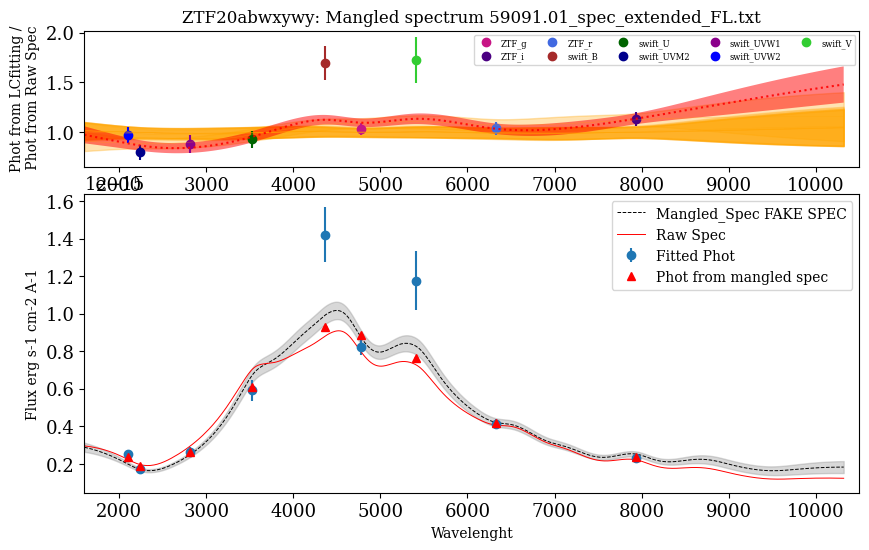 ZTF20abwxywy: Mangled spectrum 59091.01_spec_extended_FL.txt
Phot from LCfitting /
Phot from Raw Spec
2.0
1.5
1.0
ZTF_g ZTF_r swift_U swift_UVW1 swift_V
ZTF_i swift_B swift_UVM2 swift_UVW2
2000 3000 4000 5000 6000 7000 8000 9000 10000
1e−15
Flux erg s-1 cm-2 A-1
1.6
1.4
1.2
1.0
0.8
0.6
0.4
0.2
Mangled_Spec FAKE SPEC
Raw Spec
Fitted Phot
Phot from mangled spec
2000 3000 4000 5000 6000 7000 8000 9000 10000
Wavelenght